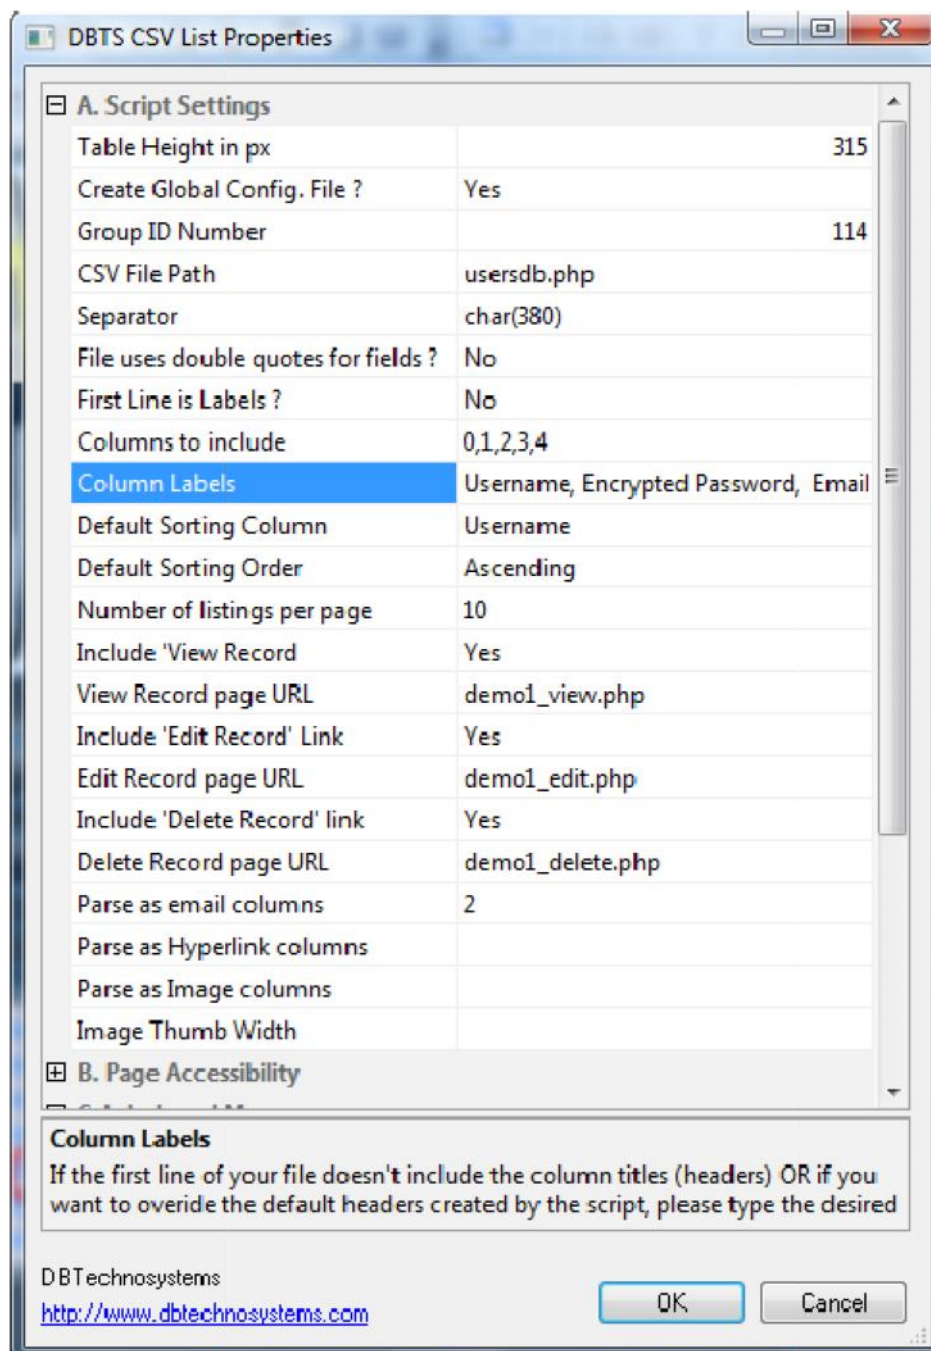 DBTS CSV List Properties
A. Script Settings
Table Height in px 315
Create Global Config. File ? Yes
Group ID Number 114
CSV File Path usersdb.php
Separator char(380)
File uses double quotes for fields ? No
First Line is Labels ? No
Columns to include 0,1,2,3,4
Column Labels Username, Encrypted Password, Email
Default Sorting Column Username
Default Sorting Order Ascending
Number of listings per page 10
Include 'View Record Yes
View Record page URL demo1_view.php
Include 'Edit Record' Link Yes
Edit Record page URL demo1_edit.php
Include 'Delete Record' link Yes
Delete Record page URL demo1_delete.php
Parse as email columns 2
Parse as Hyperlink columns
Parse as Image columns
Image Thumb Width
B. Page Accessibility
Column Labels
If the first line of your file doesn't include the column titles (headers) OR if you
want to overide the default headers created by the script, please type the desired
DBTechnosystems
http://www.dbtechnosystems.com
OK Cancel